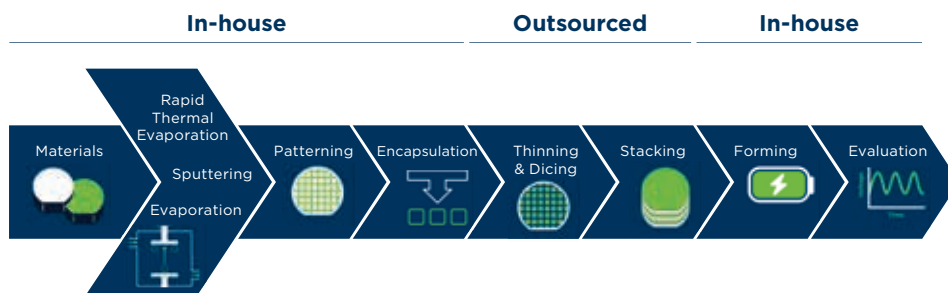 In-house
Outsourced
In-house
Materials
Rapid
Thermal
Evaporation
Sputtering
Evaporation
Patterning
Encapsulation
Thinning
& Dicing
Stacking
Forming
Evaluation